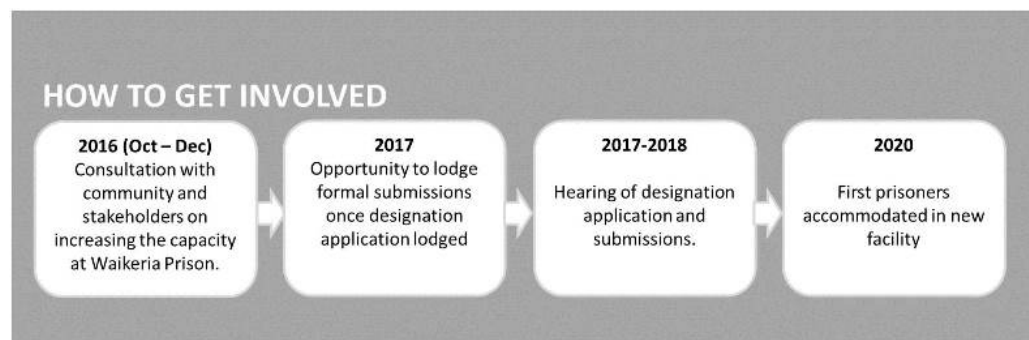 HOW TO GET INVOLVED
2016 (Oct – Dec)
Consultation with
community and
stakeholders on
increasing the capacity
at Waikeria Prison.
2017
Opportunity to lodge
formal submissions
once designation
application lodged
2017-2018
Hearing of designation
application and
submissions.
2020
First prisoners
accommodated in new
facility